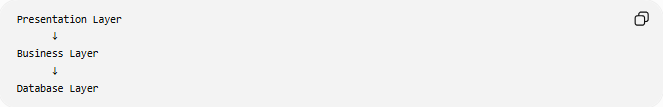 Presentation Layer
↓
Business Layer
↓
Database Layer